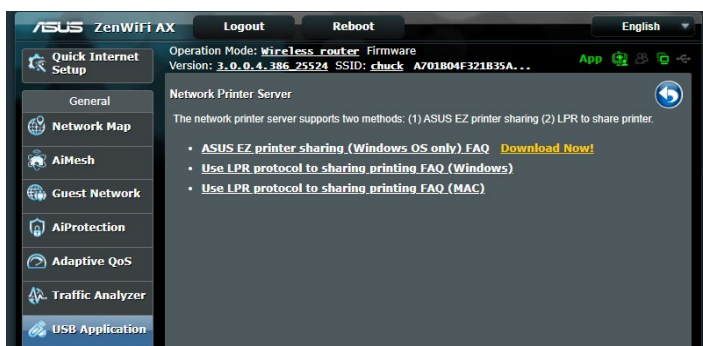 ASUS ZenWiFi AX Logout Reboot English
Quick Internet Setup
Operation Mode: Wireless router Firmware
Version: 3.0.0.4.386_25524 SSID: chuck A701B04F321B35A... App
General
Network Map
AiMesh
Guest Network
AiProtection
Adaptive QoS
Traffic Analyzer
USB Application
Network Printer Server
The network printer server supports two methods: (1) ASUS EZ printer sharing (2) LPR to share printer.
• ASUS EZ printer sharing (Windows OS only) FAQ Download Now!
• Use LPR protocol to sharing printing FAQ (Windows)
• Use LPR protocol to sharing printing FAQ (MAC)